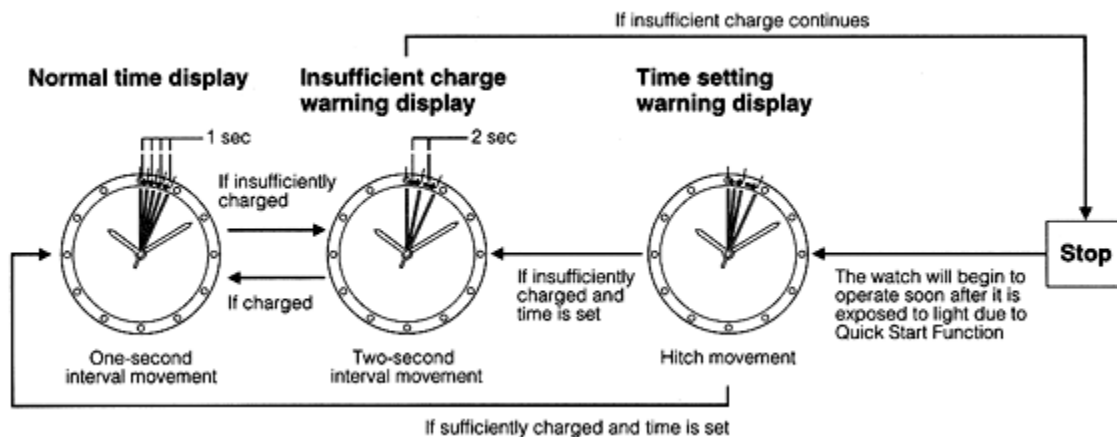 If insufficient charge continues
Normal time display
Insufficient charge
warning display
Time setting
warning display
1 sec
2 sec
If insufficiently
charged
If charged
If insufficiently
charged and
time is set
The watch will begin to
operate soon after it is
exposed to light due to
Quick Start Function
Stop
One-second
interval movement
Two-second
interval movement
Hitch movement
If sufficiently charged and time is set